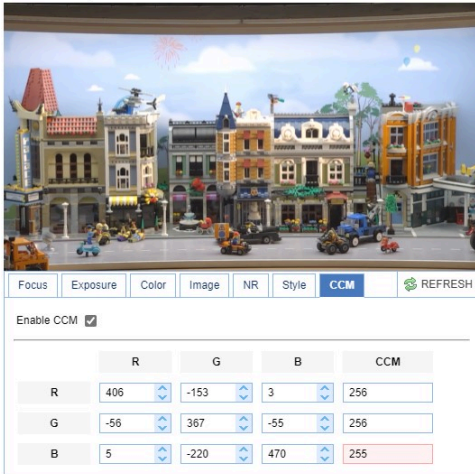 Focus Exposure Color Image NR Style CCM REFRESH
Enable CCM
R G B CCM
R 406 -153 3 256
G -56 367 -55 256
B 5 -220 470 255